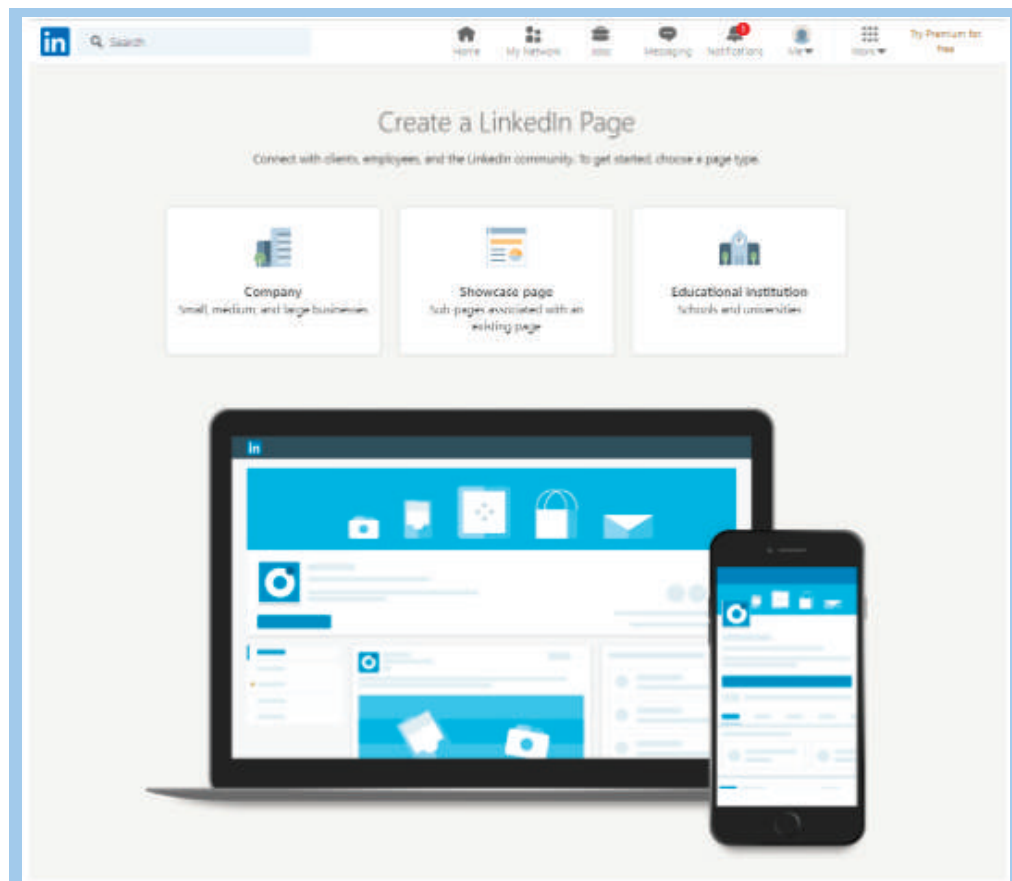 in
Search
Home
My Network
Jobs
Messaging
Notifications
Me
Work
Try Premium for
Free
Create a LinkedIn Page
Connect with clients, employees, and the LinkedIn community. To get started, choose a page type.
Company
Small, medium, and large businesses
Showcase page
Sub-pages associated with an
existing page
Educational institution
Schools and universities
in